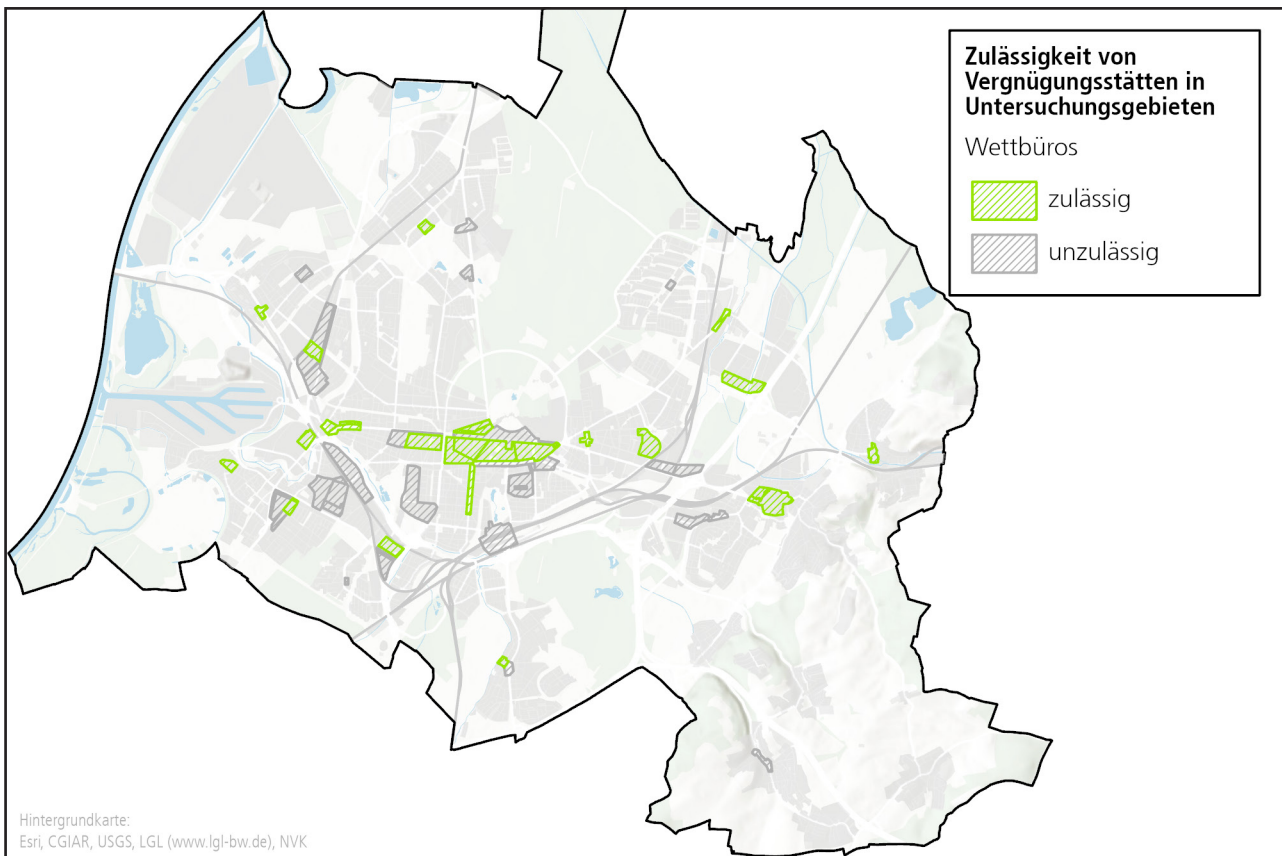 Zulässigkeit von
Vergnügungsstätten in
Untersuchungsgebieten
Wettbüros
zulässig
unzulässig
Hintergrundkarte:
Esri, CGIAR, USGS, LGL (www.lgl-bw.de), NVK